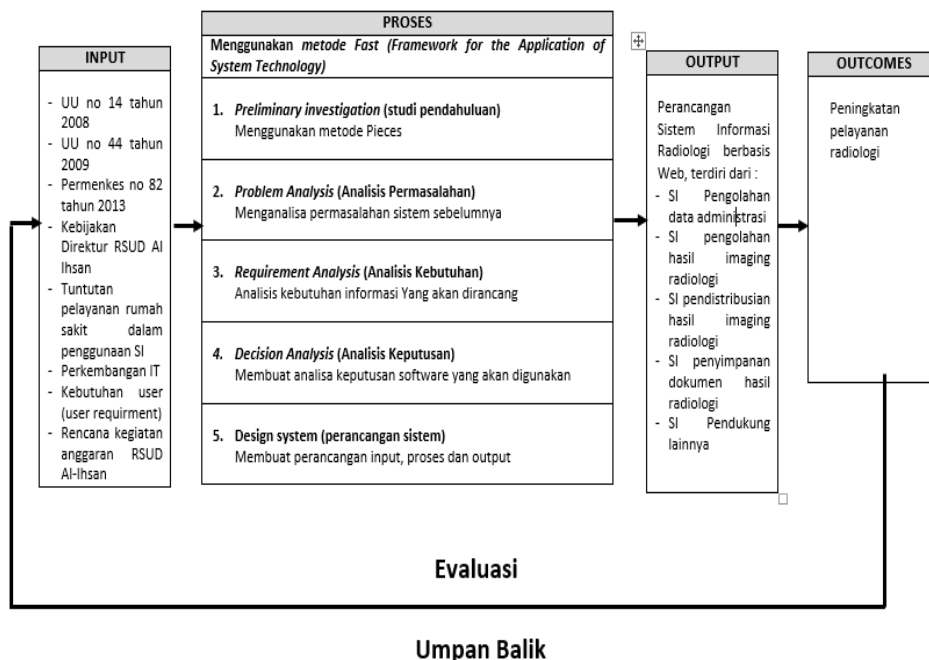 INPUT
- UU no 14 tahun
2008
- UU no 44 tahun
2009
- Permenkes no 82
tahun 2013
- Kebijakan
Direktur RSUD Al
Ihsan
- Tuntutan
pelayanan rumah
sakit dalam
penggunaan SI
- Perkembangan IT
- Kebutuhan user
(user requirment)
- Rencana kegiatan
anggaran RSUD
Al-Ihsan
PROSES
Menggunakan metode Fast (Framework for the Application of
System Technology)
1. Preliminary investigation (studi pendahuluan)
Menggunakan metode Pieces
2. Problem Analysis (Analisis Permasalahan)
Menganalisa permasalahan sistem sebelumnya
3. Requirement Analysis (Analisis Kebutuhan)
Analisis kebutuhan informasi Yang akan dirancang
4. Decision Analysis (Analisis Keputusan)
Membuat analisa keputusan software yang akan digunakan
5. Design system (perancangan sistem)
Membuat perancangan input, proses dan output
OUTPUT
Perancangan
Sistem Informasi
Radiologi berbasis
Web, terdiri dari :
- SI Pengolahan
data administrasi
- SI pengolahan
hasil imaging
radiologi
- SI pendistribusian
hasil imaging
radiologi
- SI penyimpanan
dokumen hasil
radiologi
- SI Pendukung
lainnya
OUTCOMES
Peningkatan
pelayanan
radiologi
Evaluasi
Umpan Balik